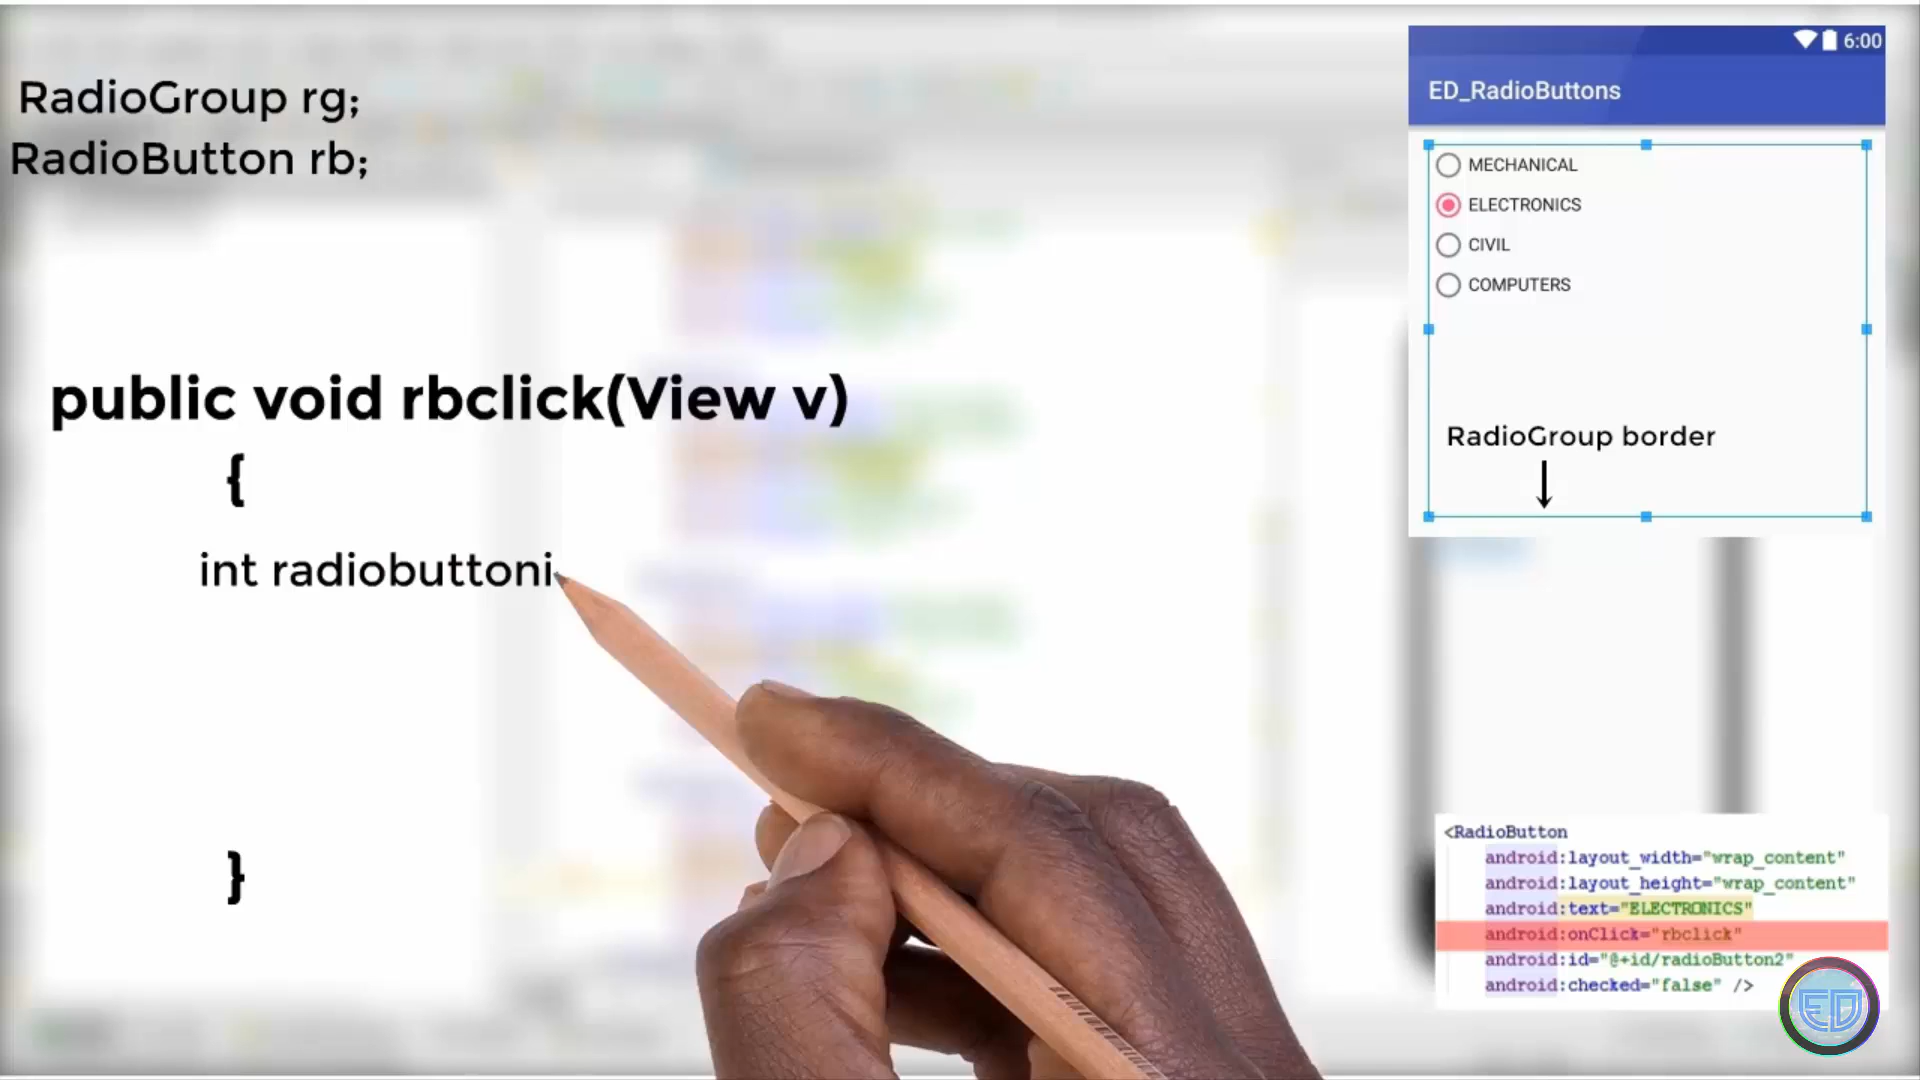 RadioGroup rg;
RadioButton rb;
public void rbclick(View v)
{
int radiobuttoni
}
6:00
ED_RadioButtons
MECHANICAL
ELECTRONICS
CIVIL
COMPUTERS
RadioGroup border
<RadioButton
android:layout_width="wrap_content"
android:layout_height="wrap_content"
android:text="ELECTRONICS"
android:onClick="rbclick"
android:id="@+id/radioButton2"
android:checked="false" />
ED